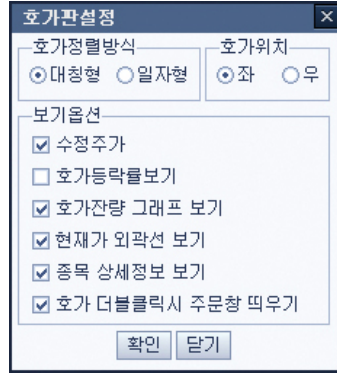 호가판설정
호가정렬방식 호가위치
대칭형 일자형 좌 우
보기옵션
수정주가
호가등락률보기
호가잔량 그래프 보기
현재가 외곽선 보기
종목 상세정보 보기
호가 더블클릭시 주문창 띄우기
확인 닫기